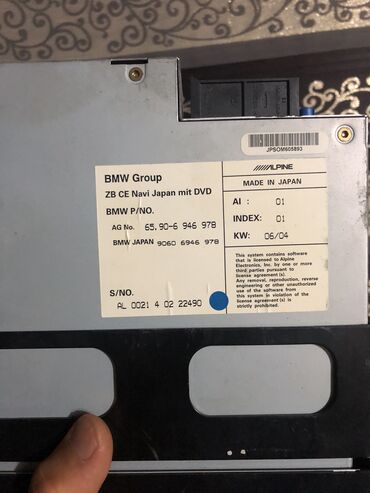 JPSOM605893
BMW Group
ZB CE Navi Japan mit DVD
BMW P/NO.
AG No. 65.90-6 946 978
BMW JAPAN 9060 6946 978
S/NO.
AL 0021 4 02 22490
ALPINE
MADE IN JAPAN
AI : 01
INDEX: 01
KW: 06/04
This system contains software
that is licensed to Alpine
Electronics, Inc. by one or more
third parties pursuant to
license agreement(s).
Any removal, reproduction, reverse
engineering or other unauthorized
use of the software in this
system in violation of the
license agreement(s) is
strictly prohibited.